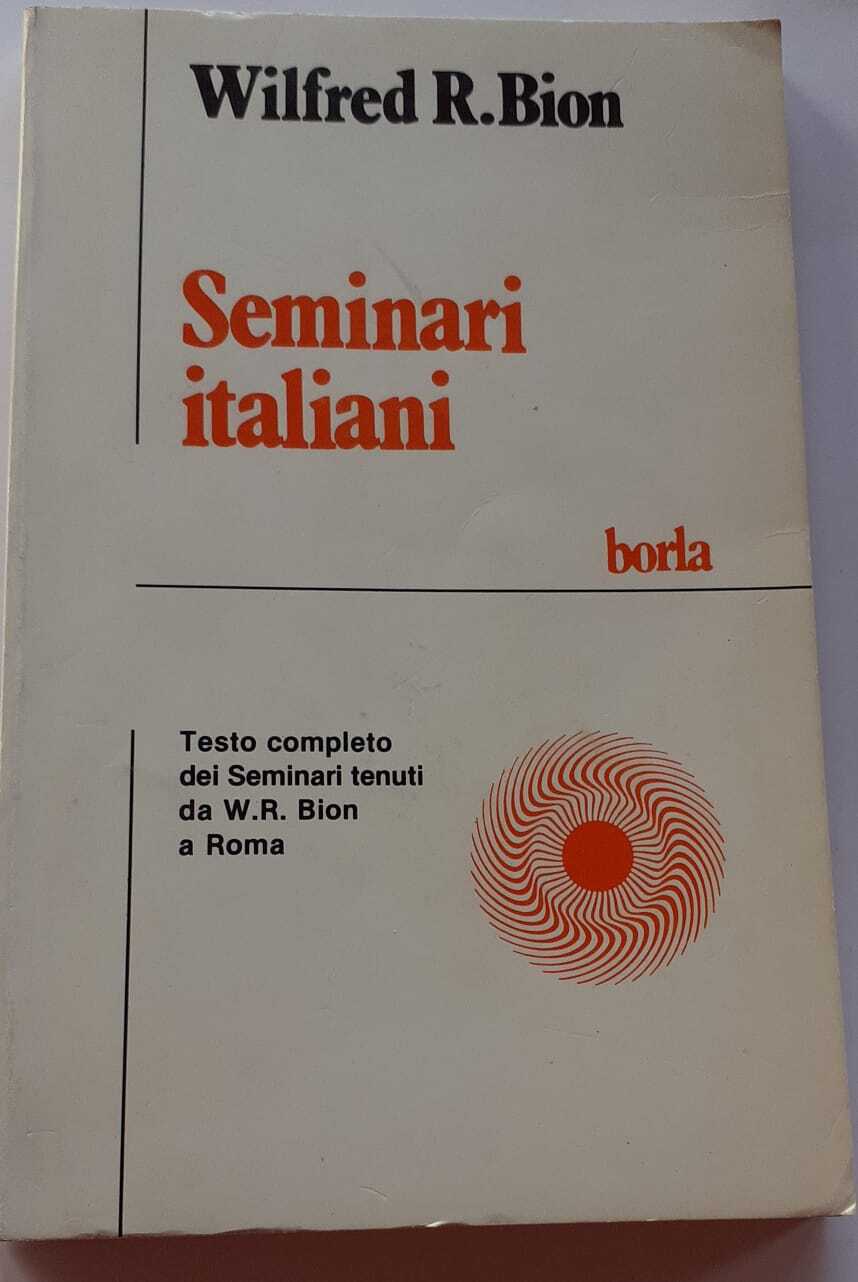 Wilfred R.Bion
Seminari
italiani
borla
Testo completo
dei Seminari tenuti
da W.R. Bion
a Roma